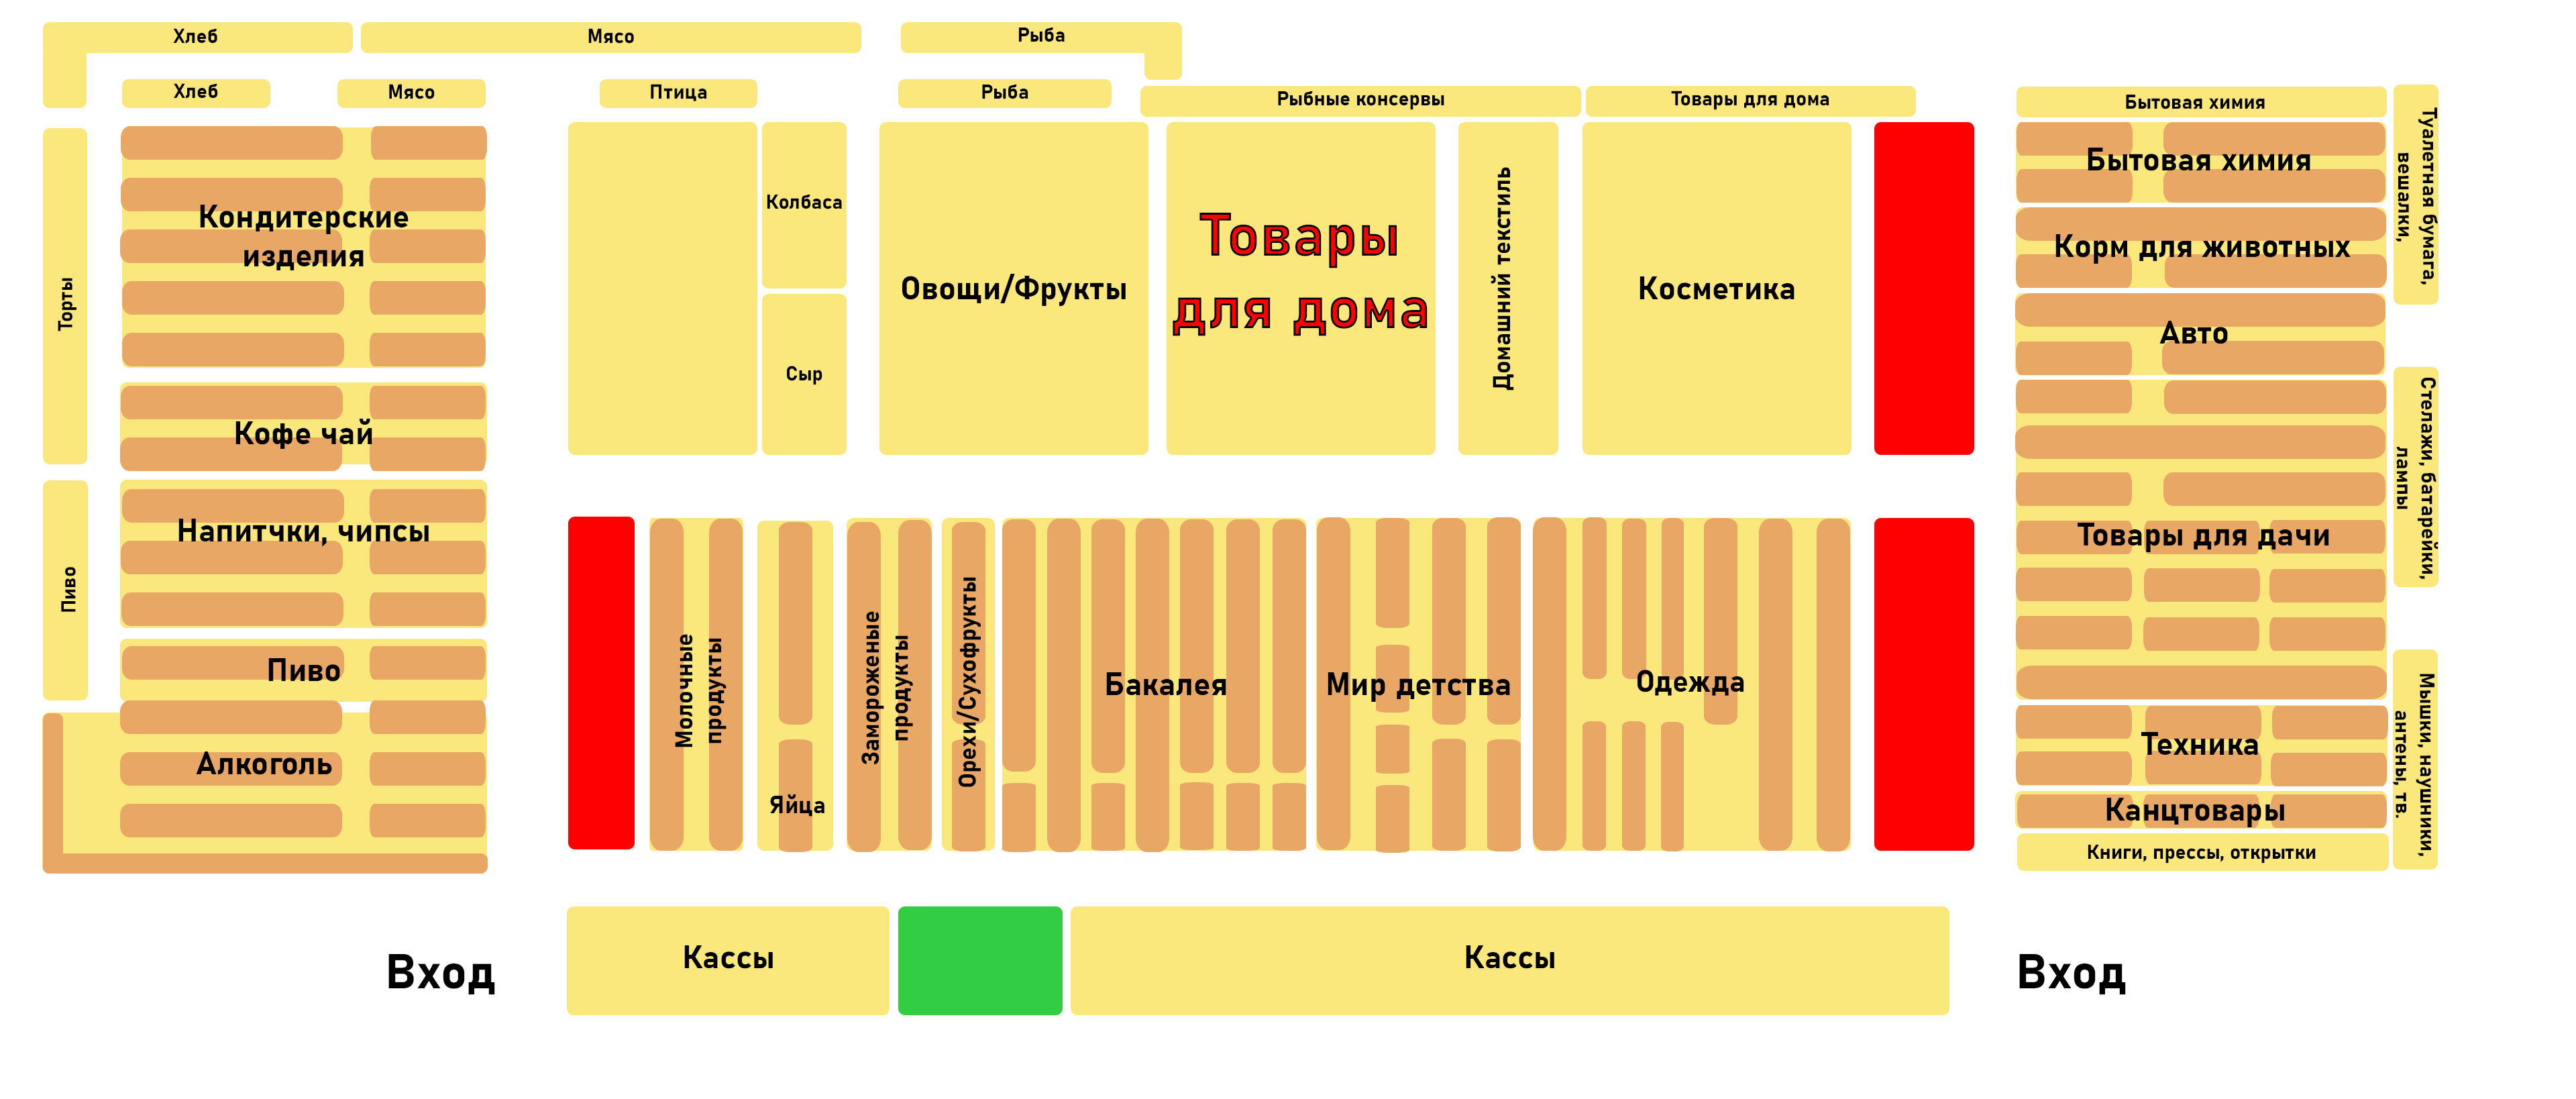 Хлеб
Мясо
Рыба
Хлеб
Мясо
Птица
Рыба
Рыбные консервы
Товары для дома
Бытовая химия
Туалетная бумага,
вешалки,
Торты
Кондитерские
изделия
Колбаса
Сыр
Овощи/Фрукты
Товары
для дома
Домашний текстиль
Косметика
Бытовая химия
Корм для животных
Авто
Стелажи, батарейки,
лампы
Кофе чай
Напитчки, чипсы
Пиво
Пиво
Алкоголь
Молочные
продукты
Яйца
Замороженые
продукты
Орехи/Сухофрукты
Бакалея
Мир детства
Одежда
Товары для дачи
Техника
Канцтовары
Книги, прессы, открытки
Мышки, наушники,
антены, тв.
Вход
Кассы
Кассы
Вход